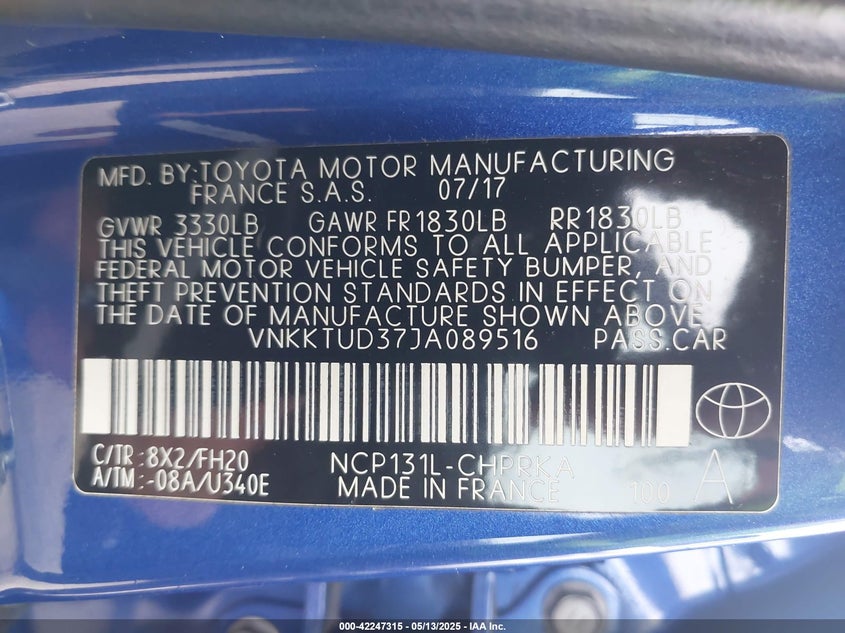 MFD. BY:TOYOTA MOTOR MANUFACTURING
FRANCE S.A.S. 07/17
GVWR 3330LB GAWR FR1830LB RR1830LB
THIS VEHICLE CONFORMS TO ALL APPLICABLE
FEDERAL MOTOR VEHICLE SAFETY BUMPER, AND
THEFT PREVENTION STANDARDS IN EFFECT ON
THE DATE OF MANUFACTURE SHOWN ABOVE.
VNKKTUD37JA089516 PASS.CAR
C/TR : 8X2/FH20 NCP131L-CHPRKA
A/TM : -08A/U340E MADE IN FRANCE 100 A
000-42247315 - 05/13/2025 - IAA Inc.